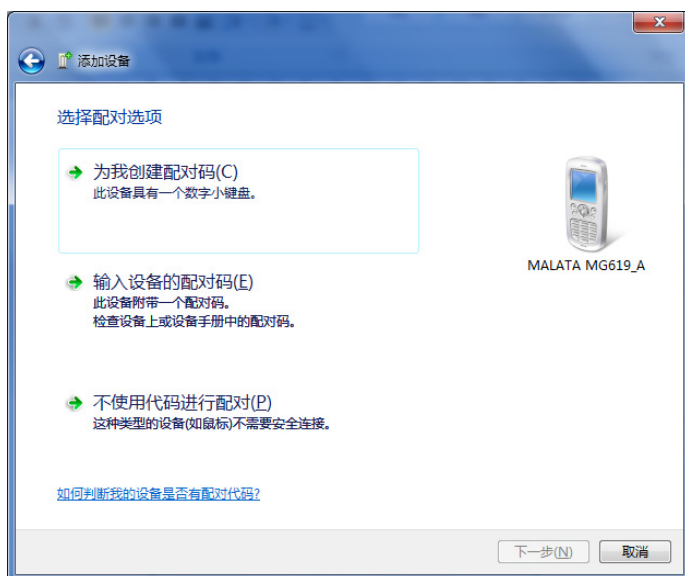 添加设备
选择配对选项
为我创建配对码(C)
此设备具有一个数字小键盘。
MALATA MG619_A
输入设备的配对码(E)
此设备附带一个配对码。
检查设备上或设备手册中的配对码。
不使用代码进行配对(P)
这种类型的设备(如鼠标)不需要安全连接。
如何判断我的设备是否有配对代码?
下一步(N)
取消